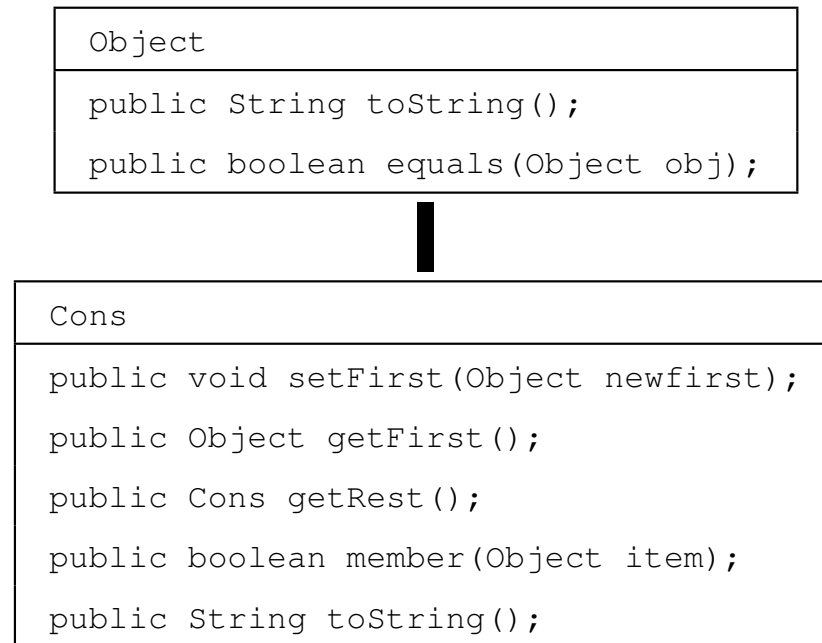 Object
public String toString();
public boolean equals(Object obj);
Cons
public void setFirst(Object newfirst);
public Object getFirst();
public Cons getRest();
public boolean member(Object item);
public String toString();